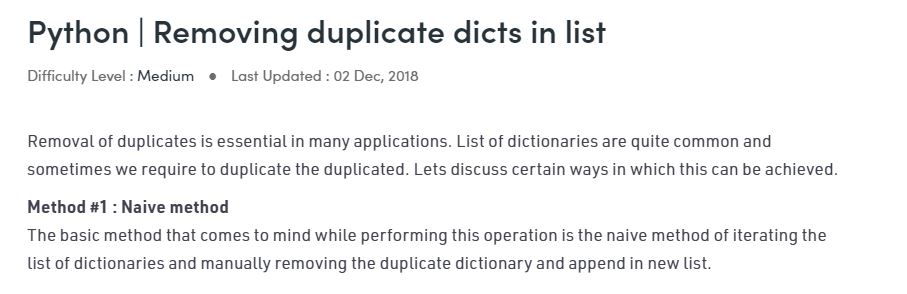 Python | Removing duplicate dicts in list
Difficulty Level : Medium ● Last Updated : 02 Dec, 2018
Removal of duplicates is essential in many applications. List of dictionaries are quite common and
sometimes we require to duplicate the duplicated. Lets discuss certain ways in which this can be achieved.
Method #1 : Naive method
The basic method that comes to mind while performing this operation is the naive method of iterating the
list of dictionaries and manually removing the duplicate dictionary and append in new list.